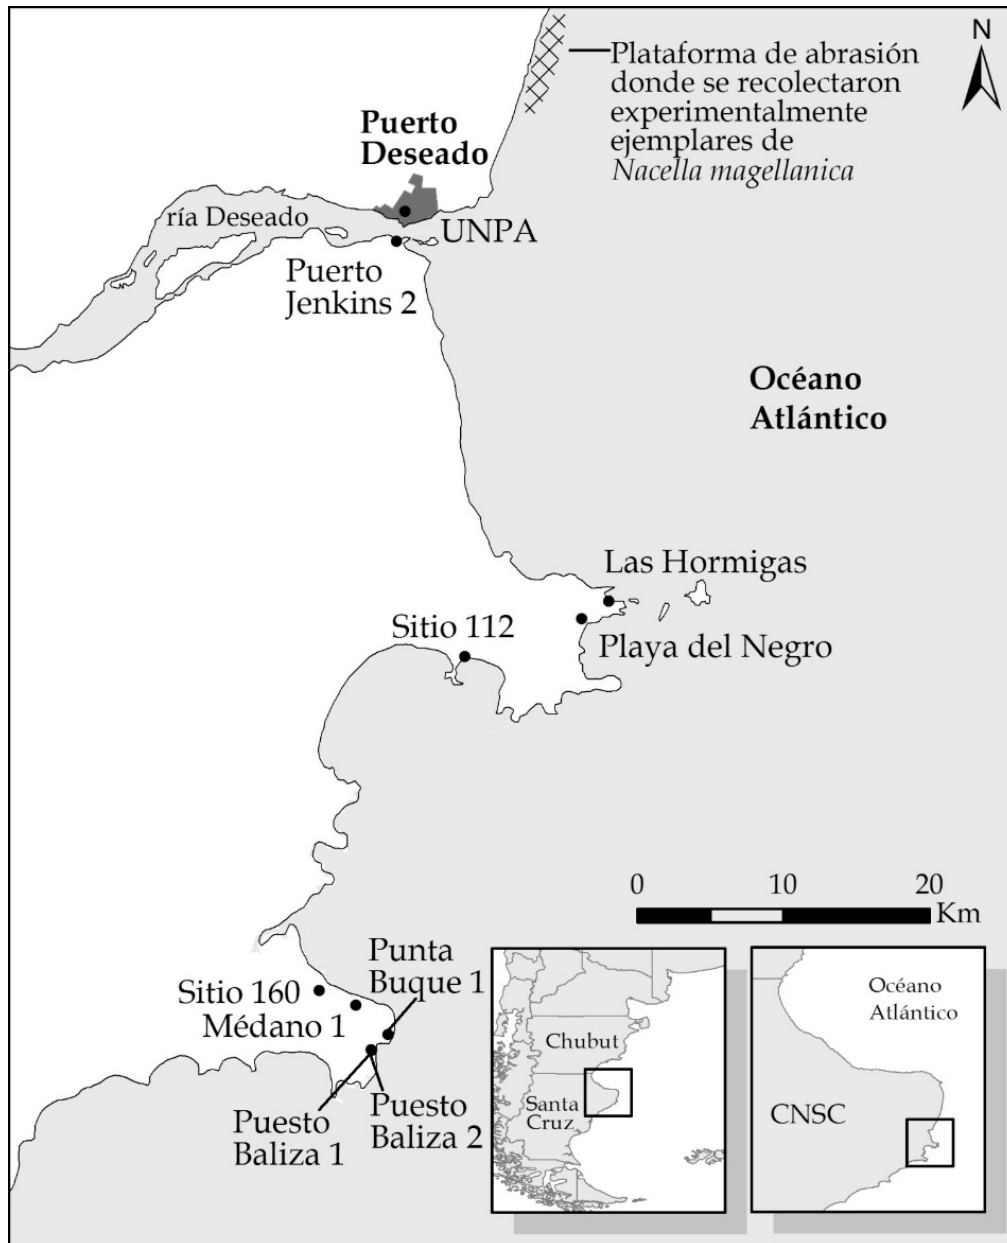 N
Plataforma de abrasión
donde se recolectaron
experimentalmente
ejemplares de
Nacella magellanica
Puerto
Deseado
ría Deseado
UNPA
Puerto
Jenkins 2
Océano
Atlántico
Las Hormigas
Sitio 112
Playa del Negro
0 10 20
Km
Punta
Buque 1
Sitio 160
Médano 1
Puesto
Baliza 1
Puesto
Baliza 2
Chubut
Santa
Cruz
Océano
Atlántico
CNSC